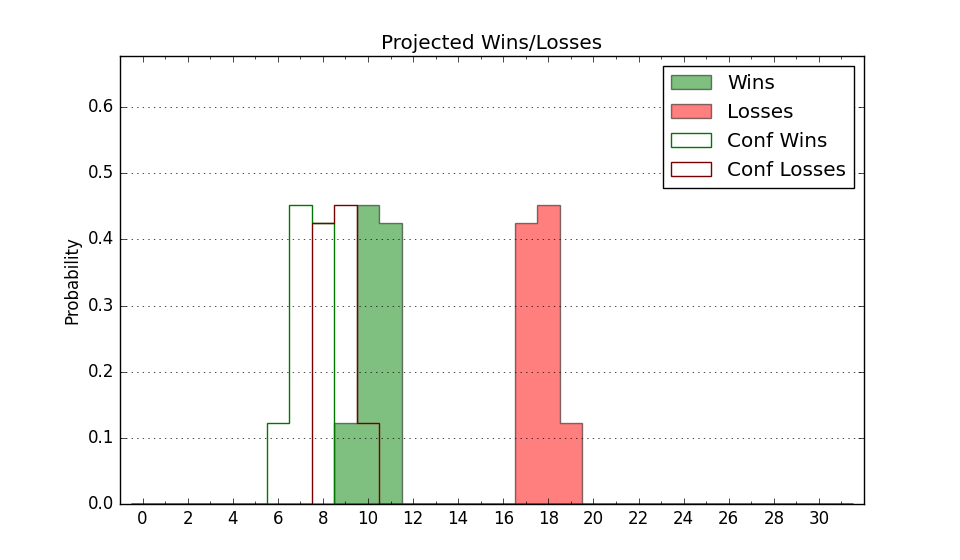 Projected Wins/Losses
Wins
Losses
Conf Wins
Conf Losses
Probability
0.6
0.5
0.4
0.3
0.2
0.1
0.0
0 2 4 6 8 10 12 14 16 18 20 22 24 26 28 30